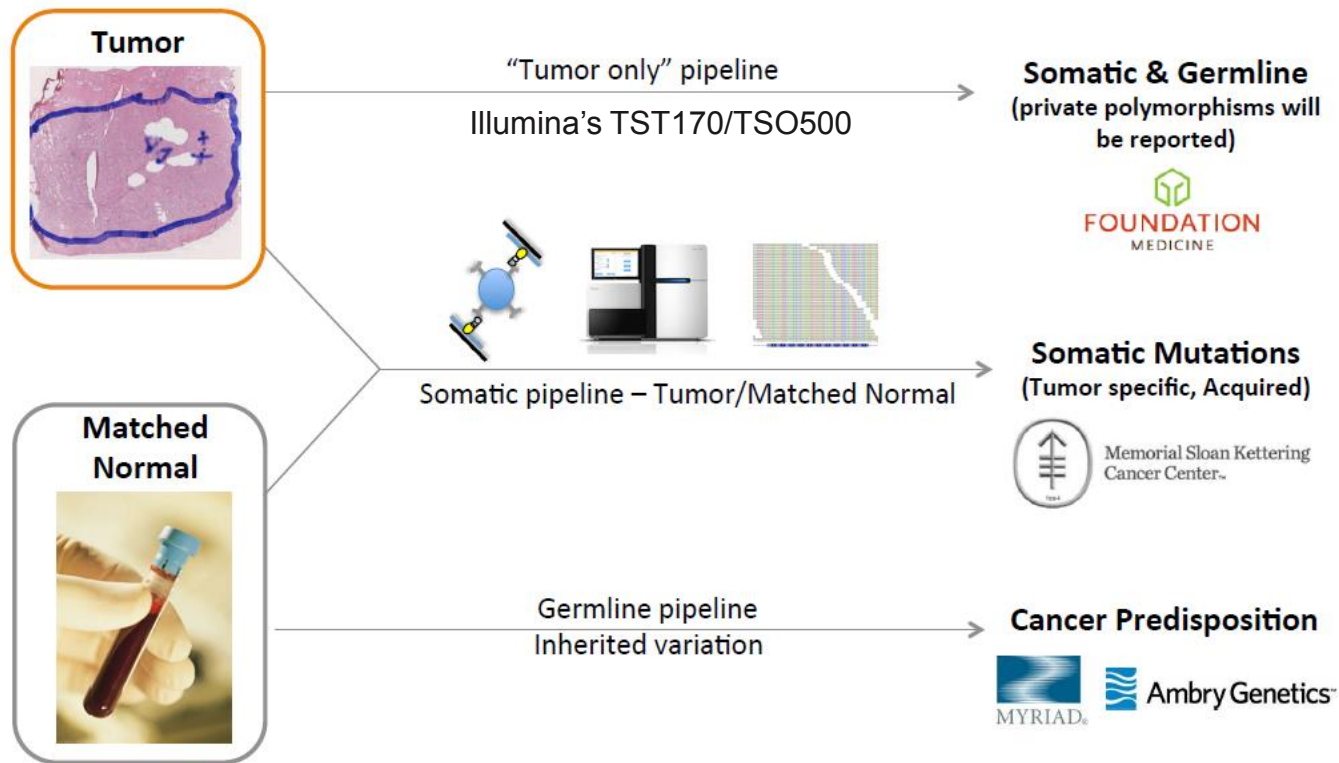 Tumor
“Tumor only” pipeline
Illumina's TST170/TSO500
Somatic & Germline
(private polymorphisms will
be reported)
FOUNDATION
MEDICINE
Somatic pipeline – Tumor/Matched Normal
Somatic Mutations
(Tumor specific, Acquired)
Memorial Sloan Kettering
Cancer Center™
Matched
Normal
Germline pipeline
Inherited variation
Cancer Predisposition
MYRIAD®
Ambry Genetics™